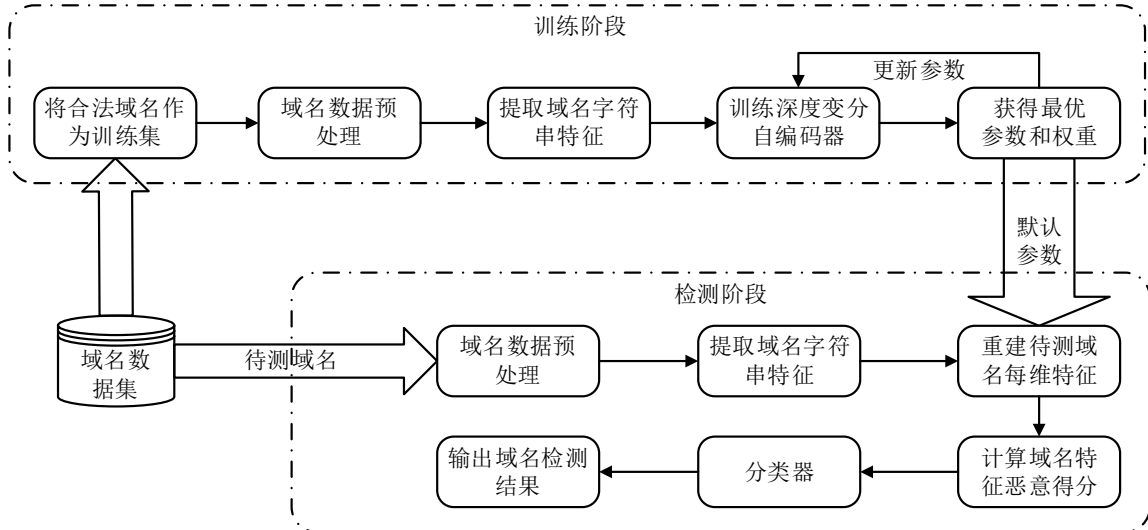 训练阶段
更新参数
将合法域名作
为训练集
域名数据预
处理
提取域名字符
串特征
训练深度变分
自编码器
获得最优
参数和权重
默认
参数
检测阶段
域名数
据集
待测域名
域名数据预
处理
提取域名字符
串特征
重建待测域
名每维特征
计算域名特
征恶意得分
分类器
输出域名检测
结果